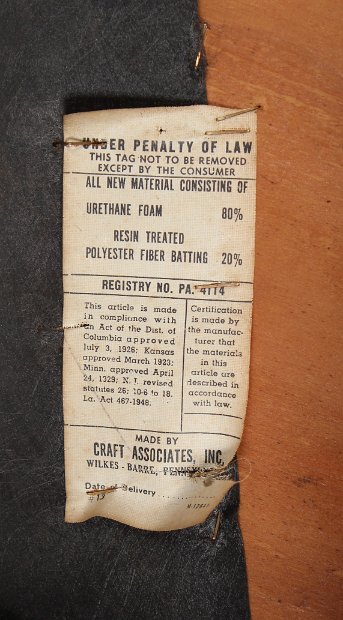 UNDER PENALTY OF LAW
THIS TAG NOT TO BE REMOVED
EXCEPT BY THE CONSUMER
ALL NEW MATERIAL CONSISTING OF
URETHANE FOAM 80%
RESIN TREATED
POLYESTER FIBER BATTING 20%
REGISTRY NO. PA. 4114
This article is made
in compliance with
an Act of the Dist. of
Columbia approved
July 3, 1926; Kansas
approved March 1923;
Minn. approved April
24, 1329; N. J. revised
statutes 26; 10-6 to 18.
La. Act 467-1948.
Certification
is made by
the manufac-
turer that
the materials
in this
article are
described in
accordance
with law.
MADE BY
CRAFT ASSOCIATES, INC.
WILKES-BARRE,
Date of Delivery
#13